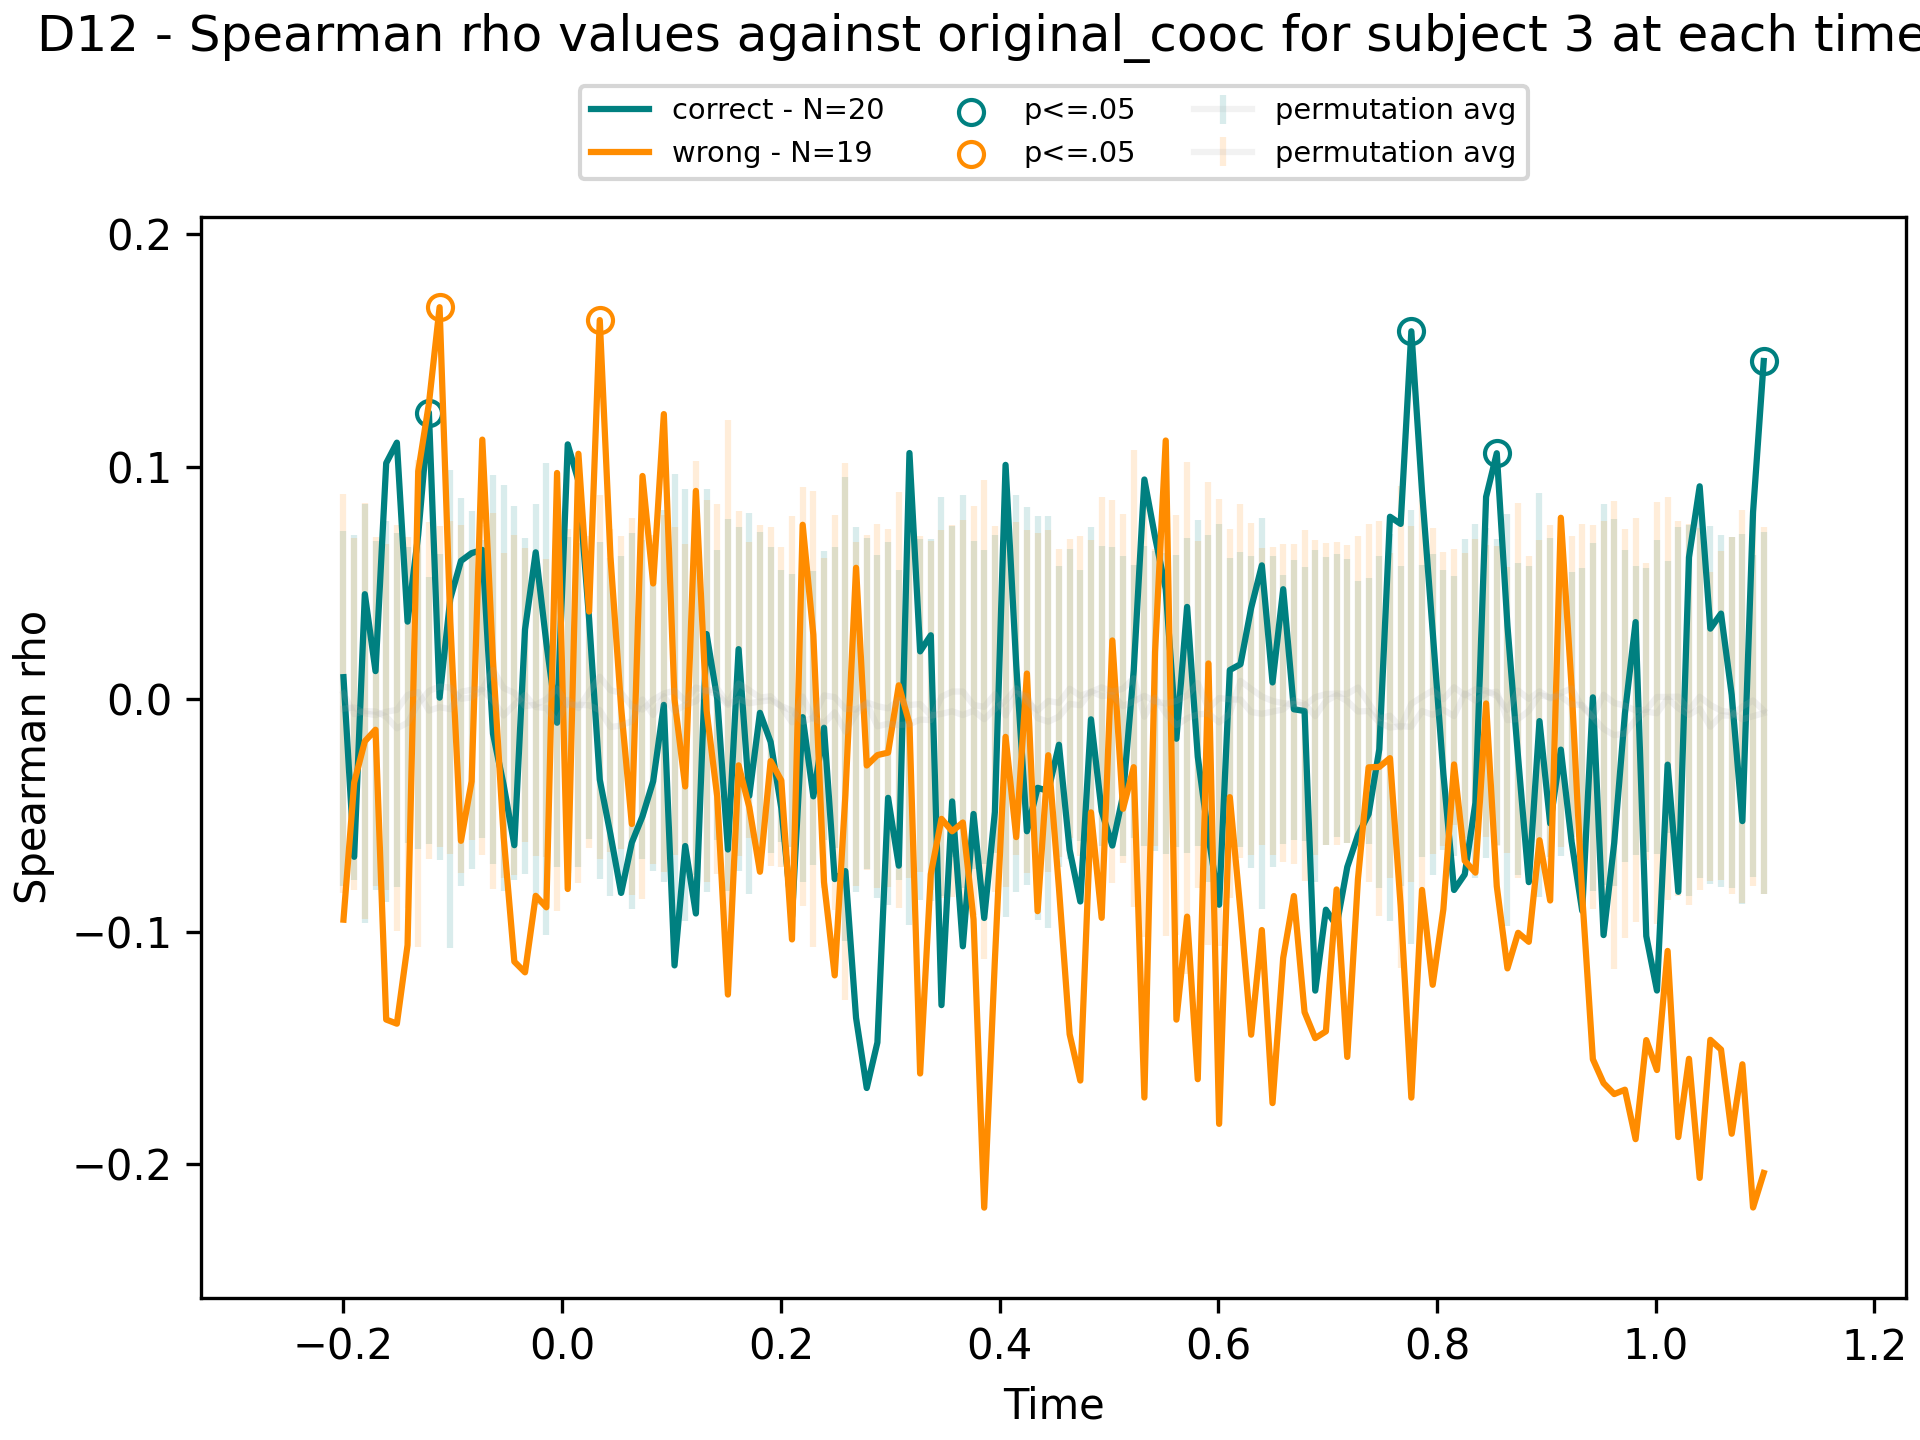 D12 - Spearman rho values against original_cooc for subject 3 at each time
correct - N=20
wrong - N=19
p<=.05
p<=.05
permutation avg
permutation avg
Spearman rho
0.2
0.1
0.0
−0.1
−0.2
−0.2 0.0 0.2 0.4 0.6 0.8 1.0 1.2
Time